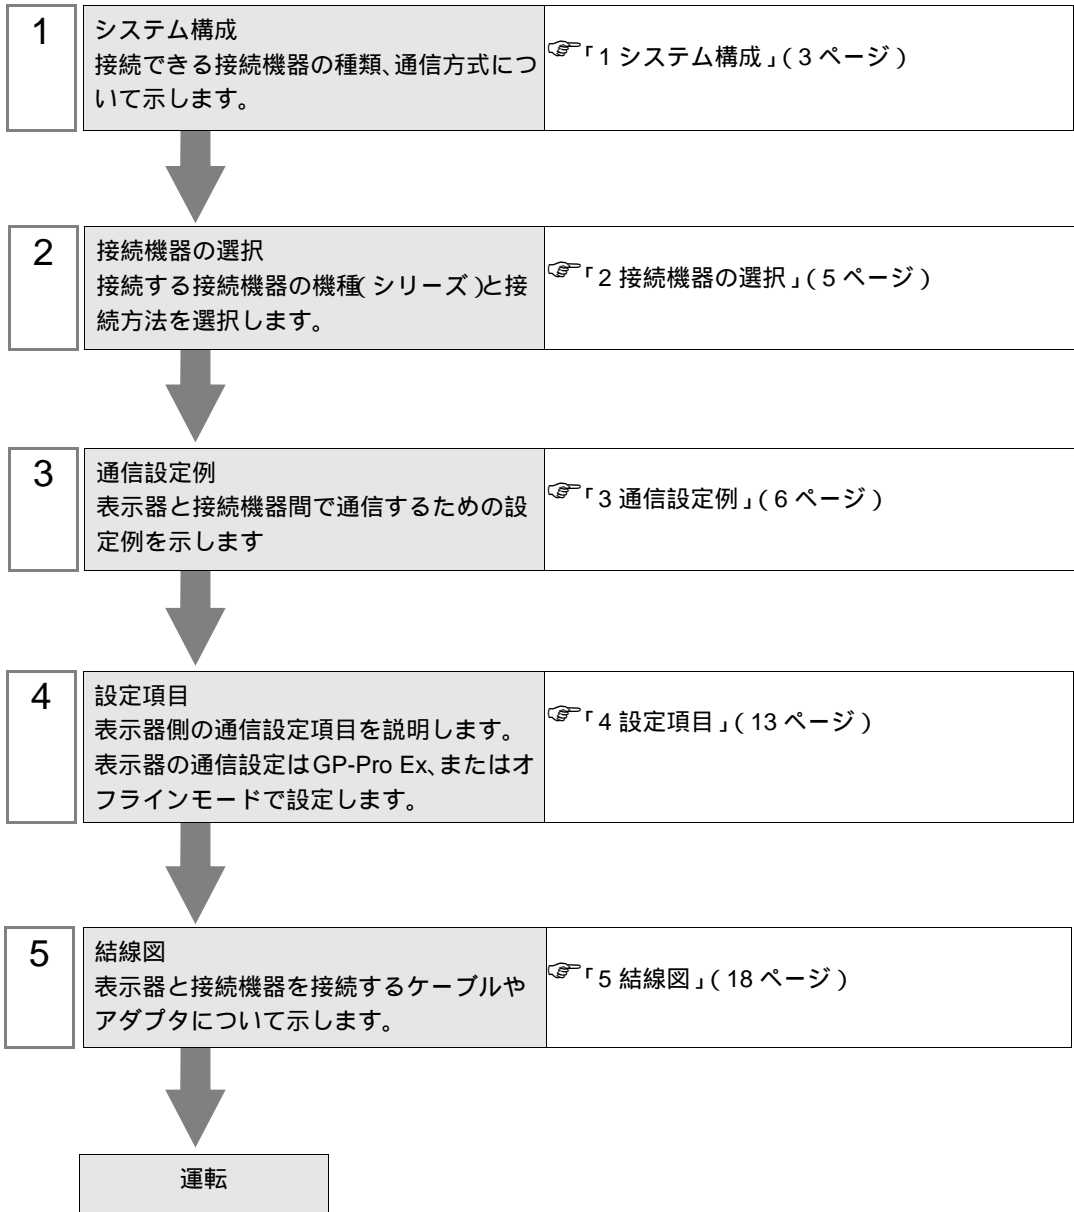 1
システム構成
接続できる接続機器の種類、通信方式につ
いて示します。
☞「1 システム構成」(3 ページ)
2
接続機器の選択
接続する接続機器の機種(シリーズ)と接
続方法を選択します。
☞「2 接続機器の選択」(5 ページ)
3
通信設定例
表示器と接続機器間で通信するための設
定例を示します
☞「3 通信設定例」(6 ページ)
4
設定項目
表示器側の通信設定項目を説明します。
表示器の通信設定はGP-Pro Ex、またはオ
フラインモードで設定します。
☞「4 設定項目」(13 ページ)
5
結線図
表示器と接続機器を接続するケーブルや
アダプタについて示します。
☞「5 結線図」(18 ページ)
運転